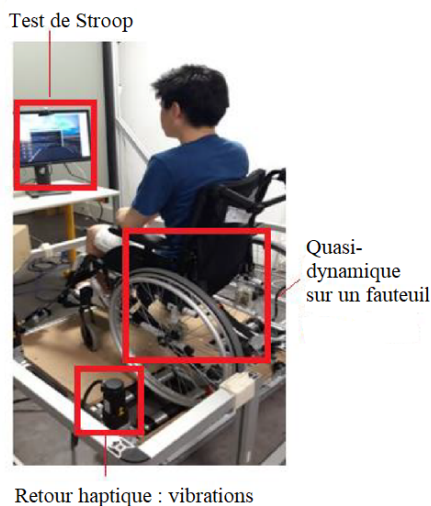 Test de Stroop
Quasi-
dynamique
sur un fauteuil
Retour haptique : vibrations